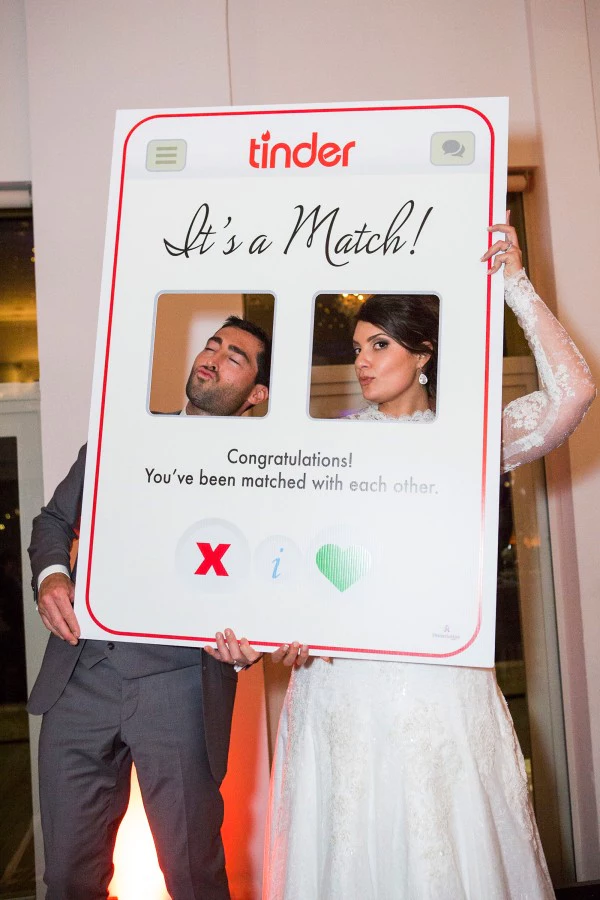 tinder
It's a Match!
Congratulations!
You've been matched with each other.
X i